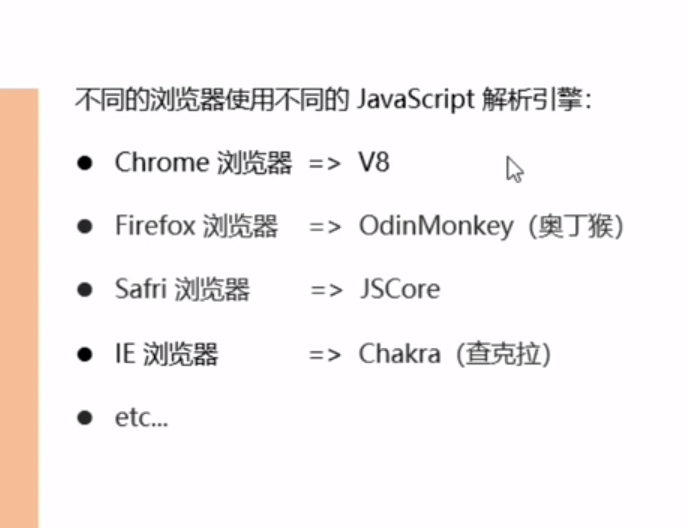 不同的浏览器使用不同的 JavaScript 解析引擎：
● Chrome 浏览器 => V8
● Firefox 浏览器 => OdinMonkey（奥丁猴）
● Safri 浏览器 => JSCore
● IE 浏览器 => Chakra（查克拉）
● etc...